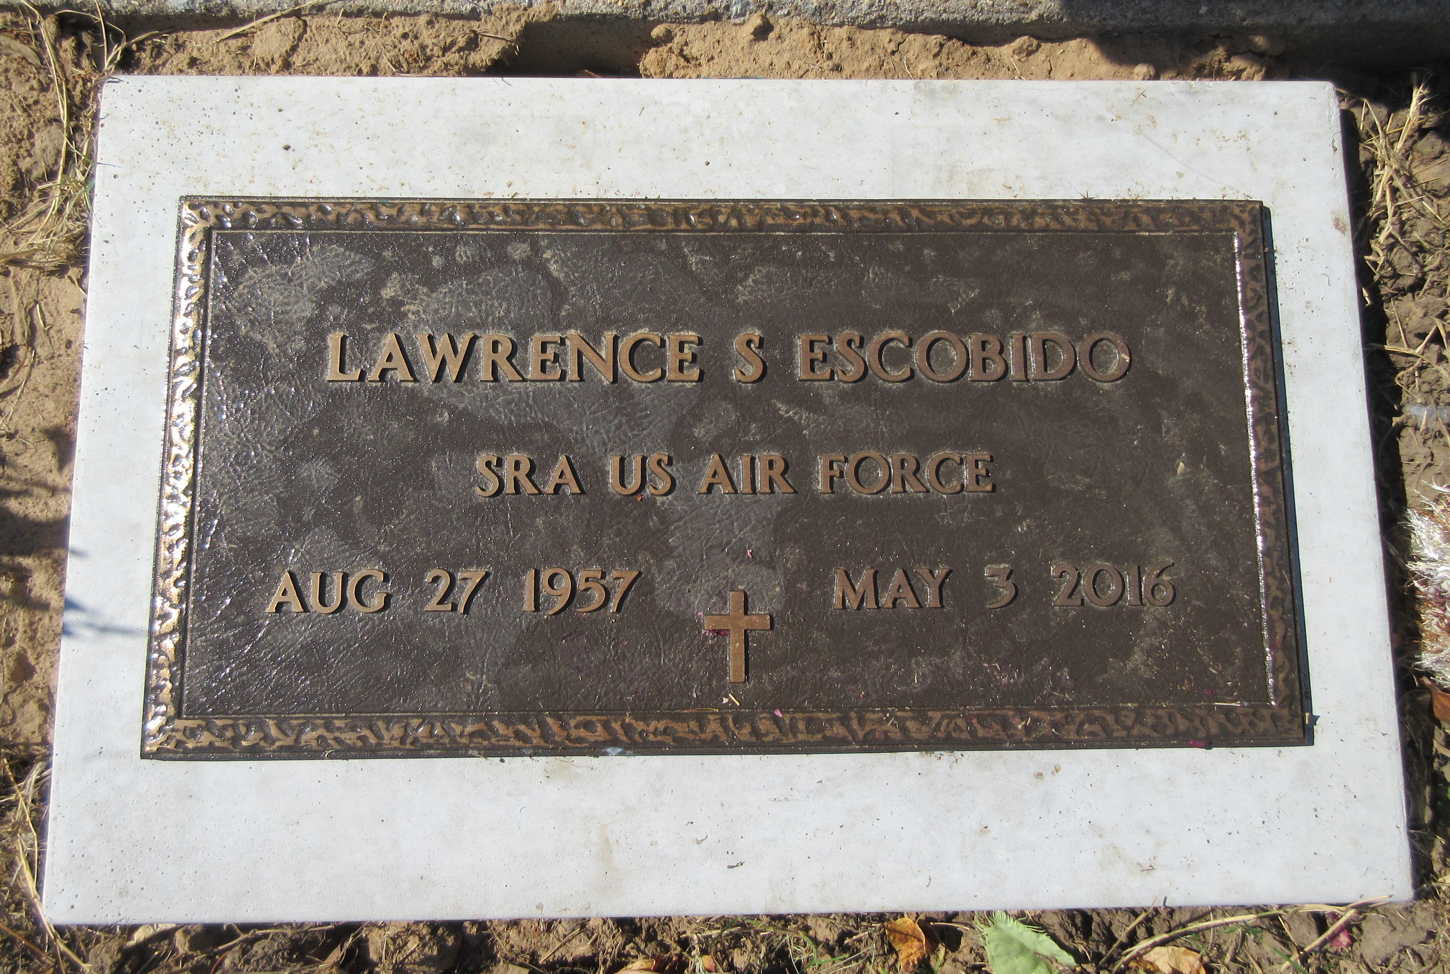 LAWRENCE S ESCOBIDO
SRA US AIR FORCE
AUG 27 1957 MAY 3 2016